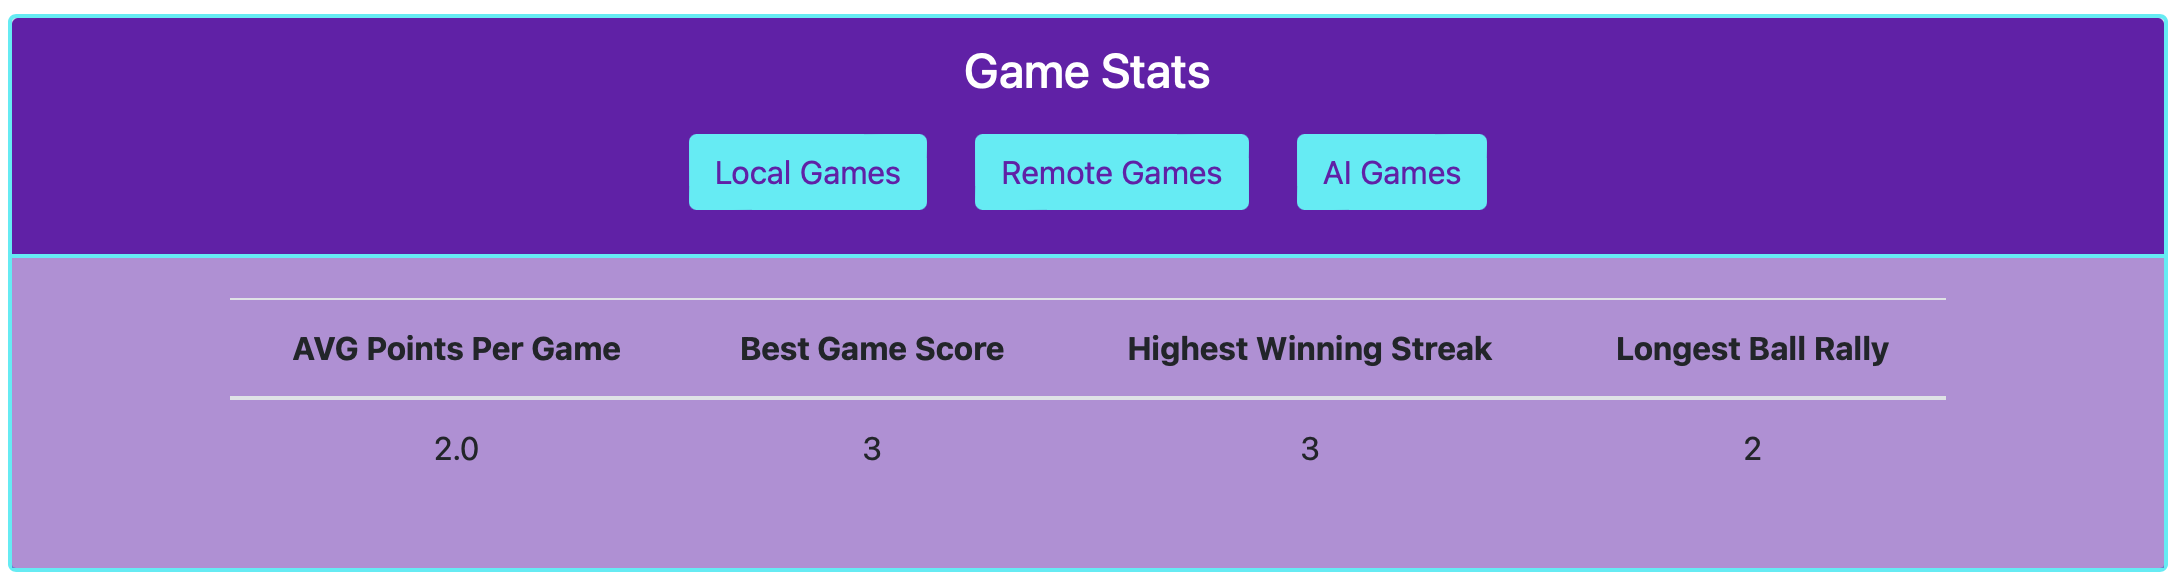 Game Stats
Local Games Remote Games AI Games
AVG Points Per Game Best Game Score Highest Winning Streak Longest Ball Rally
2.0 3 3 2